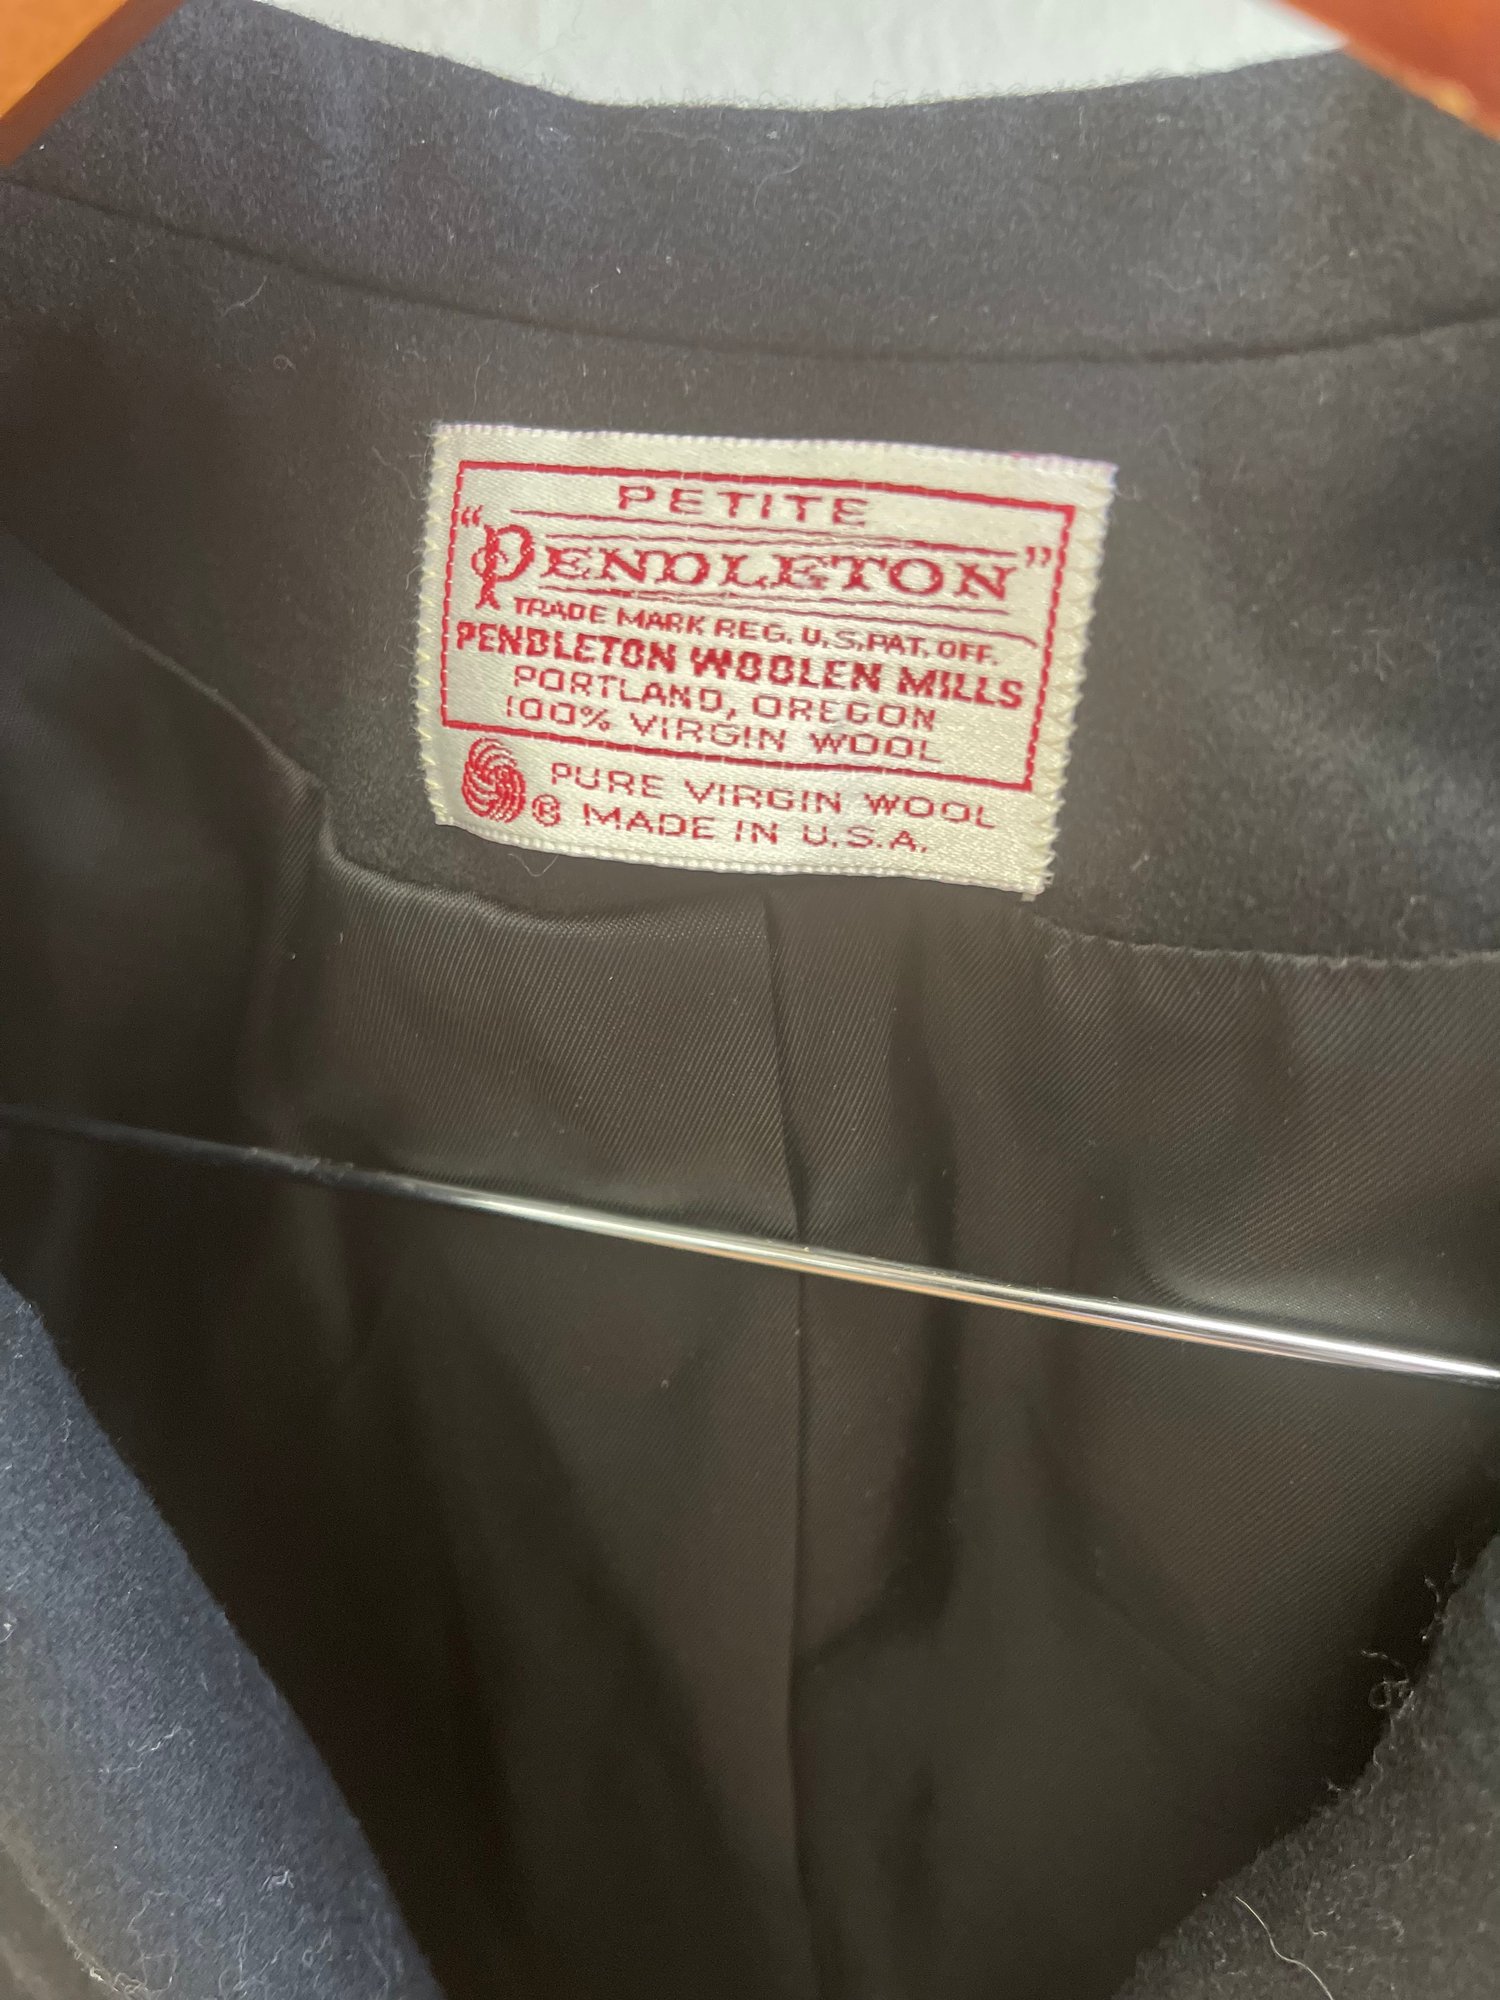 PETITE
"PENDLETON"
TRADE MARK REG. U.S. PAT. OFF.
PENDLETON WOOLEN MILLS
PORTLAND, OREGON
100% VIRGIN WOOL
PURE VIRGIN WOOL
® MADE IN U.S.A.